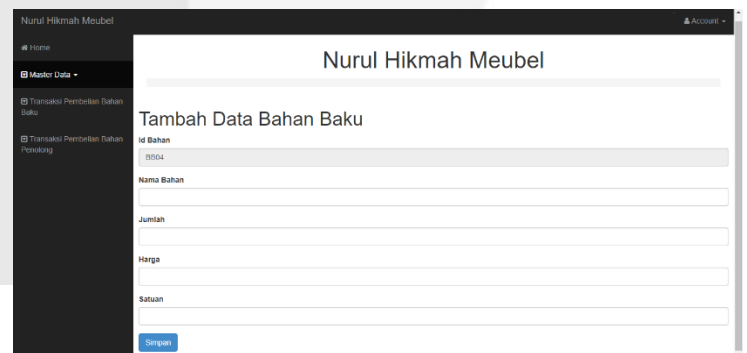 Nurul Hikmah Meubel
Account
Home
Master Data
Transaksi Pembelian Bahan
Baku
Transaksi Pembelian Bahan
Penolong
Nurul Hikmah Meubel
Tambah Data Bahan Baku
Id Bahan
BB04
Nama Bahan
Jumlah
Harga
Satuan
Simpan